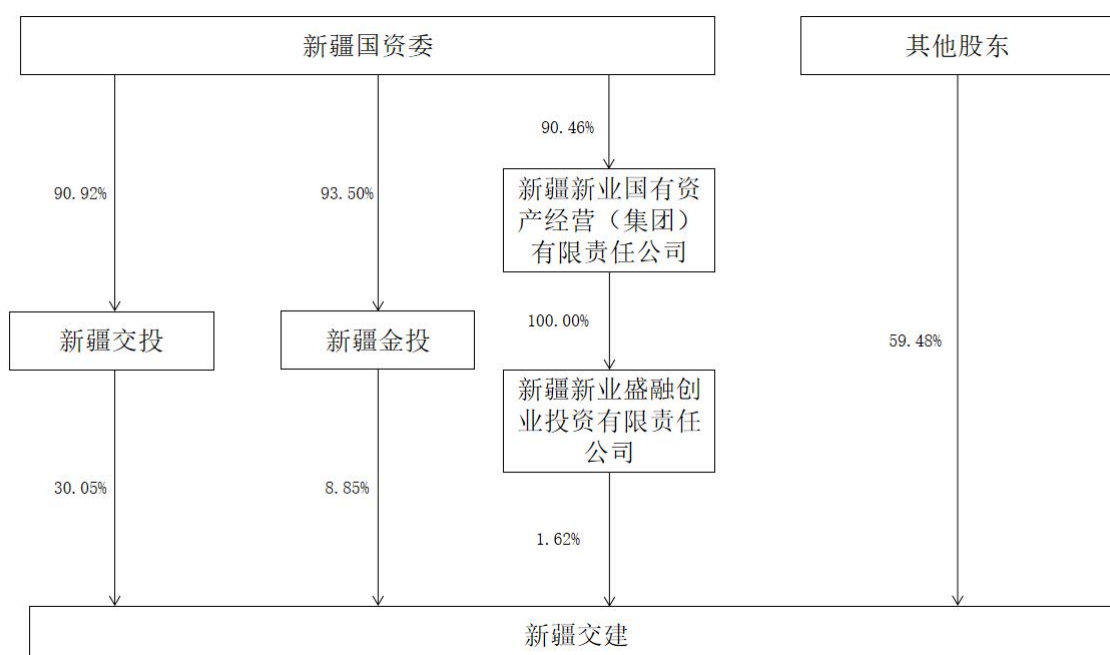 新疆国资委
其他股东
90.46%
90.92%
93.50%
新疆新业国有资
产经营（集团）
有限责任公司
100.00%
新疆交投
新疆金投
59.48%
新疆新业盛融创
业投资有限责任
公司
30.05%
8.85%
1.62%
新疆交建